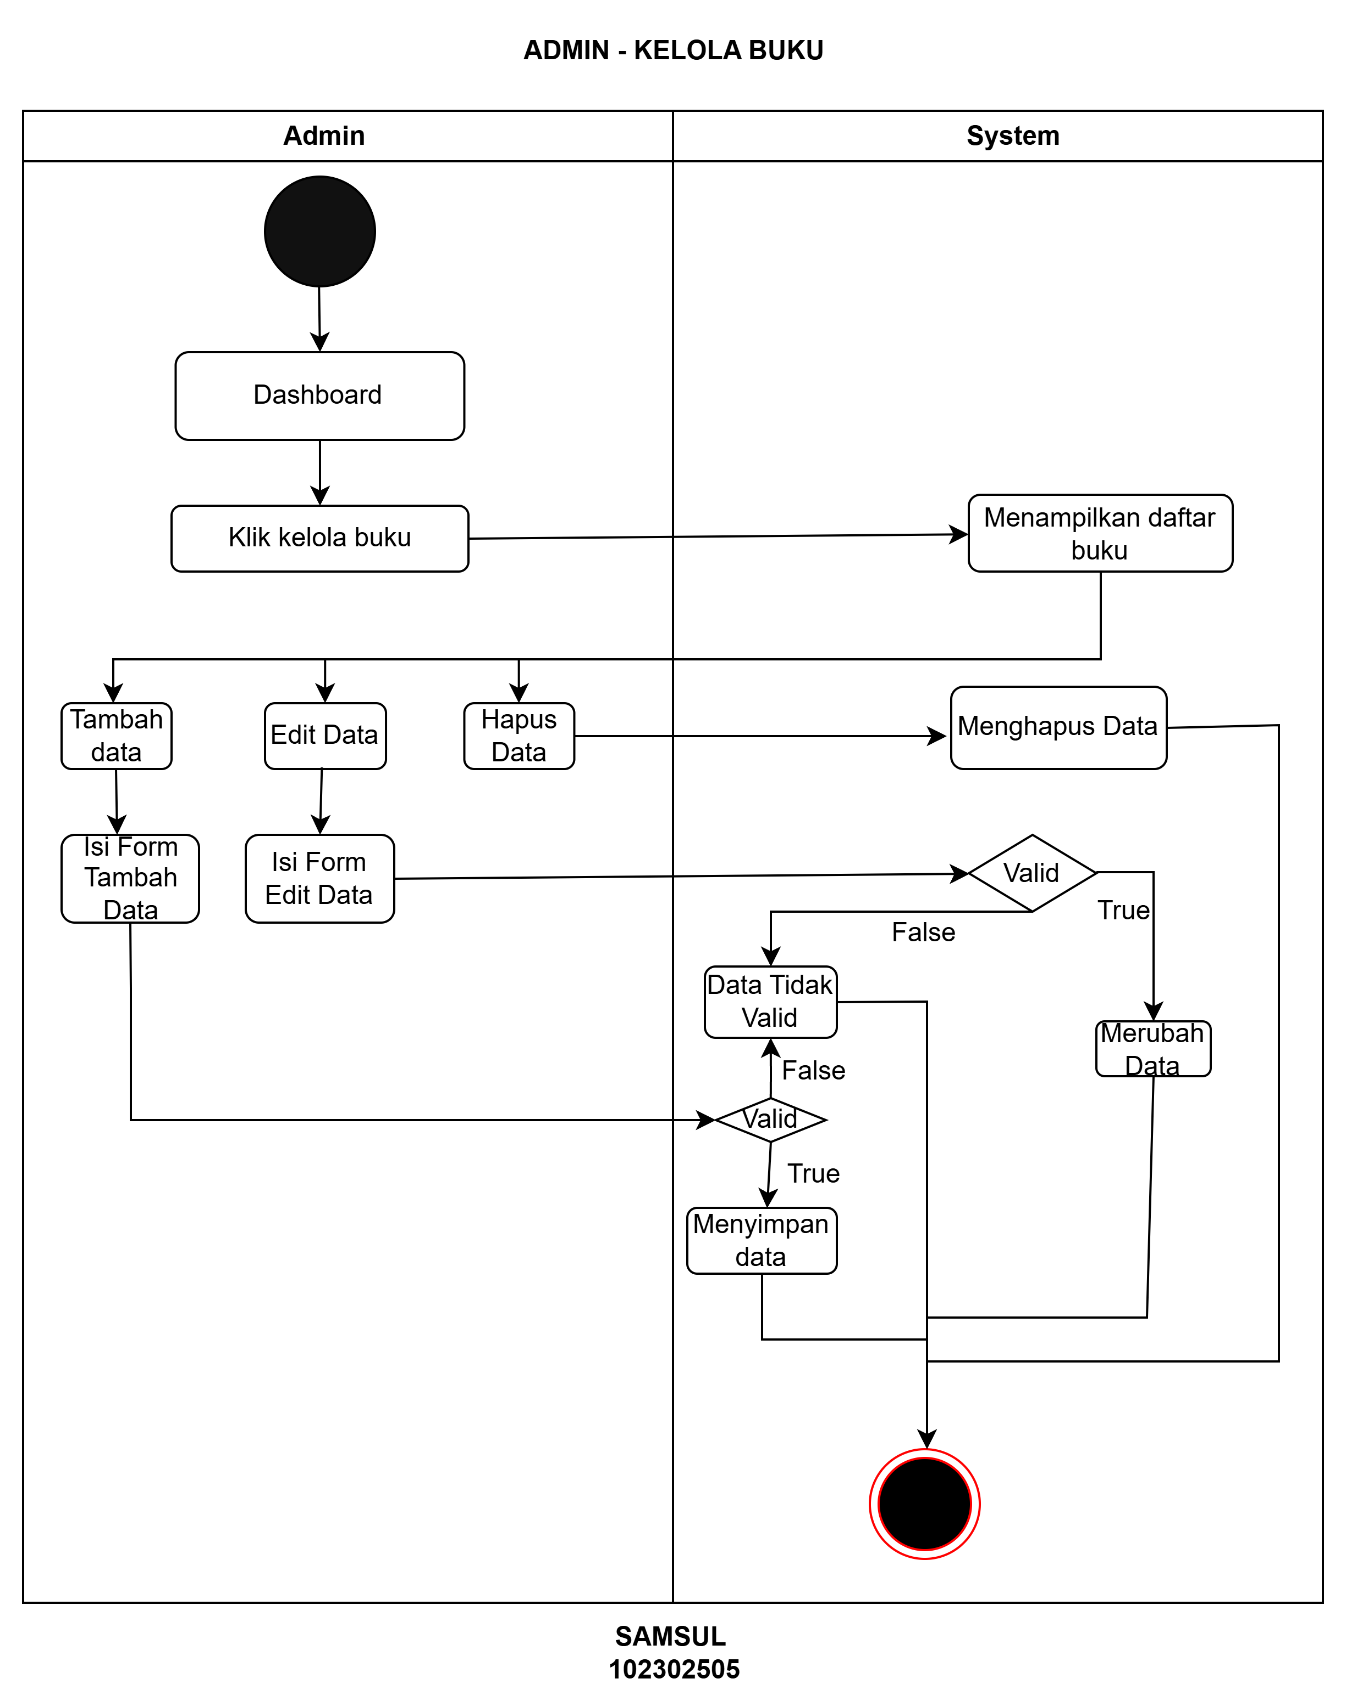 ADMIN - KELOLA BUKU
Admin
System
Dashboard
Klik kelola buku
Menampilkan daftar
buku
Tambah
data
Edit Data
Hapus
Data
Menghapus Data
Isi Form
Tambah
Data
Isi Form
Edit Data
Valid
True
False
Data Tidak
Valid
Merubah
Data
False
Valid
True
Menyimpan
data
SAMSUL
102302505